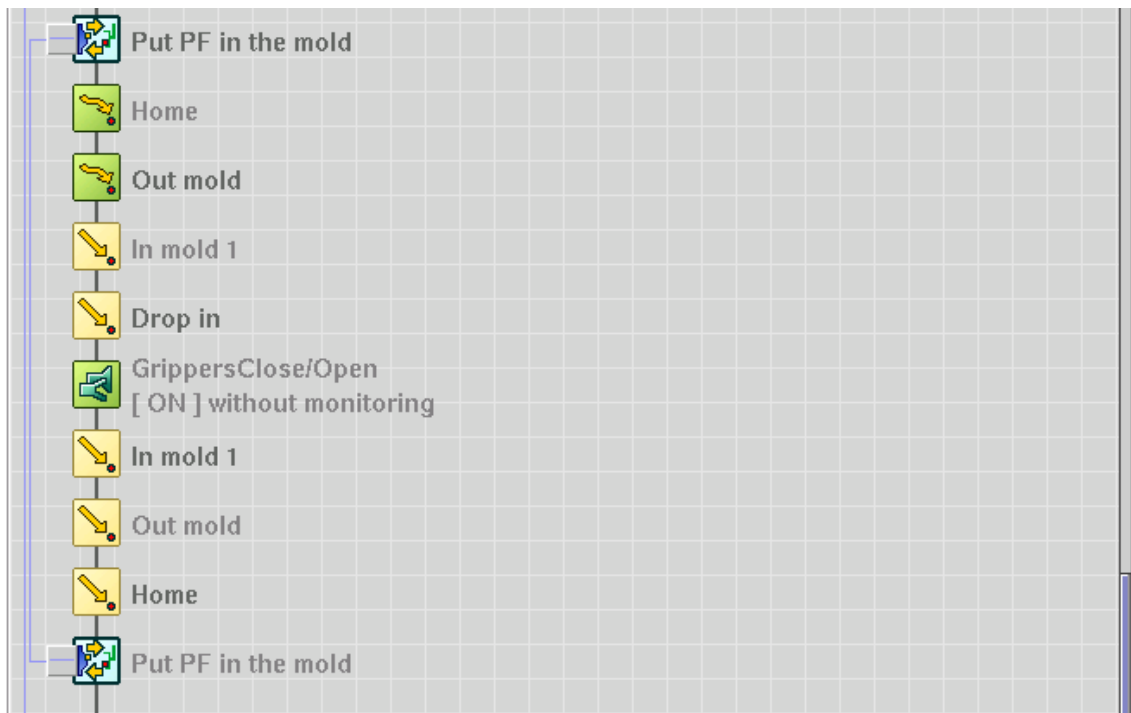 Put PF in the mold
Home
Out mold
In mold 1
Drop in
GrippersClose/Open
[ ON ] without monitoring
In mold 1
Out mold
Home
Put PF in the mold